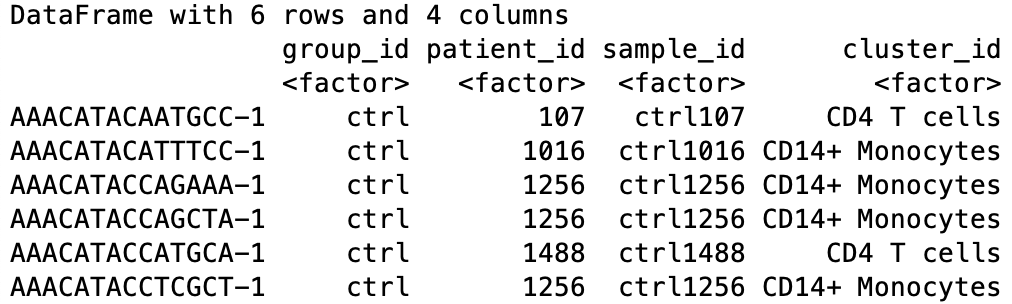 DataFrame with 6 rows and 4 columns
group_id patient_id sample_id cluster_id
<factor> <factor> <factor> <factor>
AAACATACAATGCC-1 ctrl 107 ctrl107 CD4 T cells
AAACATACATTTCC-1 ctrl 1016 ctrl1016 CD14+ Monocytes
AAACATACCAGAAA-1 ctrl 1256 ctrl1256 CD14+ Monocytes
AAACATACCAGCTA-1 ctrl 1256 ctrl1256 CD14+ Monocytes
AAACATACCATGCA-1 ctrl 1488 ctrl1488 CD4 T cells
AAACATACCTCGCT-1 ctrl 1256 ctrl1256 CD14+ Monocytes